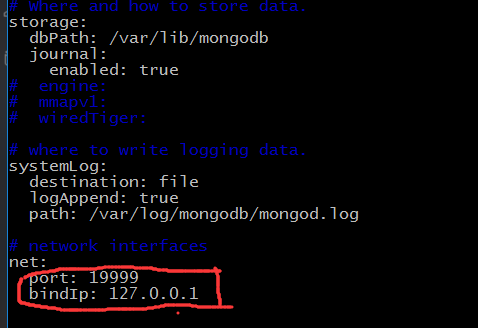 # Where and how to store data.
storage:
  dbPath: /var/lib/mongodb
  journal:
    enabled: true
#  engine:
#  mmapv1:
#  wiredTiger:
# where to write logging data.
systemLog:
  destination: file
  logAppend: true
  path: /var/log/mongodb/mongod.log
# network interfaces
net:
  port: 19999
  bindIp: 127.0.0.1